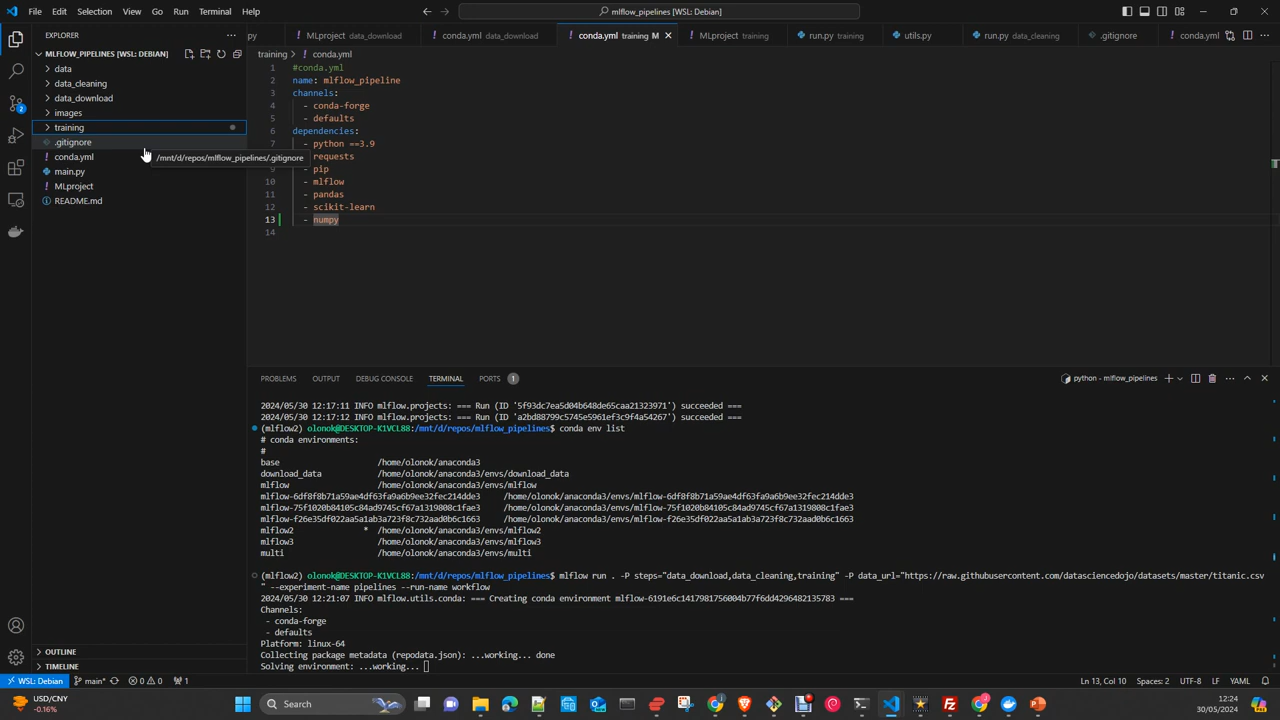 File Edit Selection View Go Run Terminal Help
mlflow_pipelines [WSL: Debian]
EXPLORER
MLFLOW_PIPELINES [WSL: DEBIAN]
data
data_cleaning
data_download
images
training
.gitignore
conda.yml
main.py
MLproject
README.md
/mnt/d/repos/mlflow_pipelines/.gitignore
OUTLINE
TIMELINE
py MLproject data_download conda.yml data_download conda.yml training M MLproject training run.py training utils.py run.py data_cleaning .gitignore conda.yml
training > conda.yml
1 #conda.yml
2 name: mlflow_pipeline
3 channels:
4 - conda-forge
5 - defaults
6 dependencies:
7 - python ==3.9
8 requests
9 - pip
10 - mlflow
11 - pandas
12 - scikit-learn
13 - numpy
14
PROBLEMS OUTPUT DEBUG CONSOLE TERMINAL PORTS 1
python - mlflow_pipelines
2024/05/30 12:17:11 INFO mlflow.projects: === Run (ID '5f93dc7ea5d04b648de65caa21323971') succeeded ===
2024/05/30 12:17:12 INFO mlflow.projects: === Run (ID 'a2bd88799c5745e5961ef3c9f4a54267') succeeded ===
(mlflow2) olonok@DESKTOP-K1VCL88:/mnt/d/repos/mlflow_pipelines$ conda env list
# conda environments:
#
base /home/olonok/anaconda3
download_data /home/olonok/anaconda3/envs/download_data
mlflow /home/olonok/anaconda3/envs/mlflow
mlflow-6df8f8b71a59ae4df63fa9a6b9ee32fec214dde3 /home/olonok/anaconda3/envs/mlflow-6df8f8b71a59ae4df63fa9a6b9ee32fec214dde3
mlflow-75f1020b84105c84ad9745cf67a1319808c1fae3 /home/olonok/anaconda3/envs/mlflow-75f1020b84105c84ad9745cf67a1319808c1fae3
mlflow-f26e35df022aa5a1ab3a723f8c732aad0bc6c1663 /home/olonok/anaconda3/envs/mlflow-f26e35df022aa5a1ab3a723f8c732aad0bc6c1663
mlflow2 * /home/olonok/anaconda3/envs/mlflow2
mlflow3 /home/olonok/anaconda3/envs/mlflow3
multi /home/olonok/anaconda3/envs/multi
(mlflow2) olonok@DESKTOP-K1VCL88:/mnt/d/repos/mlflow_pipelines$ mlflow run . -P steps="data_download,data_cleaning,training" -P data_url="https://raw.githubusercontent.com/datasciencedojo/datasets/master/titanic.csv
" --experiment-name pipelines --run-name workflow
2024/05/30 12:21:07 INFO mlflow.utils.conda: === Creating conda environment mlflow-6191e6c1417981756004b77f6dd4296482135783 ===
Channels:
- conda-forge
- defaults
Platform: linux-64
Collecting package metadata (repodata.json): ...working... done
Solving environment: ...working...
WSL: Debian main* 0 0 1 Ln 13, Col 10 Spaces: 2 UTF-8 LF YAML
USD/CNY
-0.16%
Search
12:24
30/05/2024